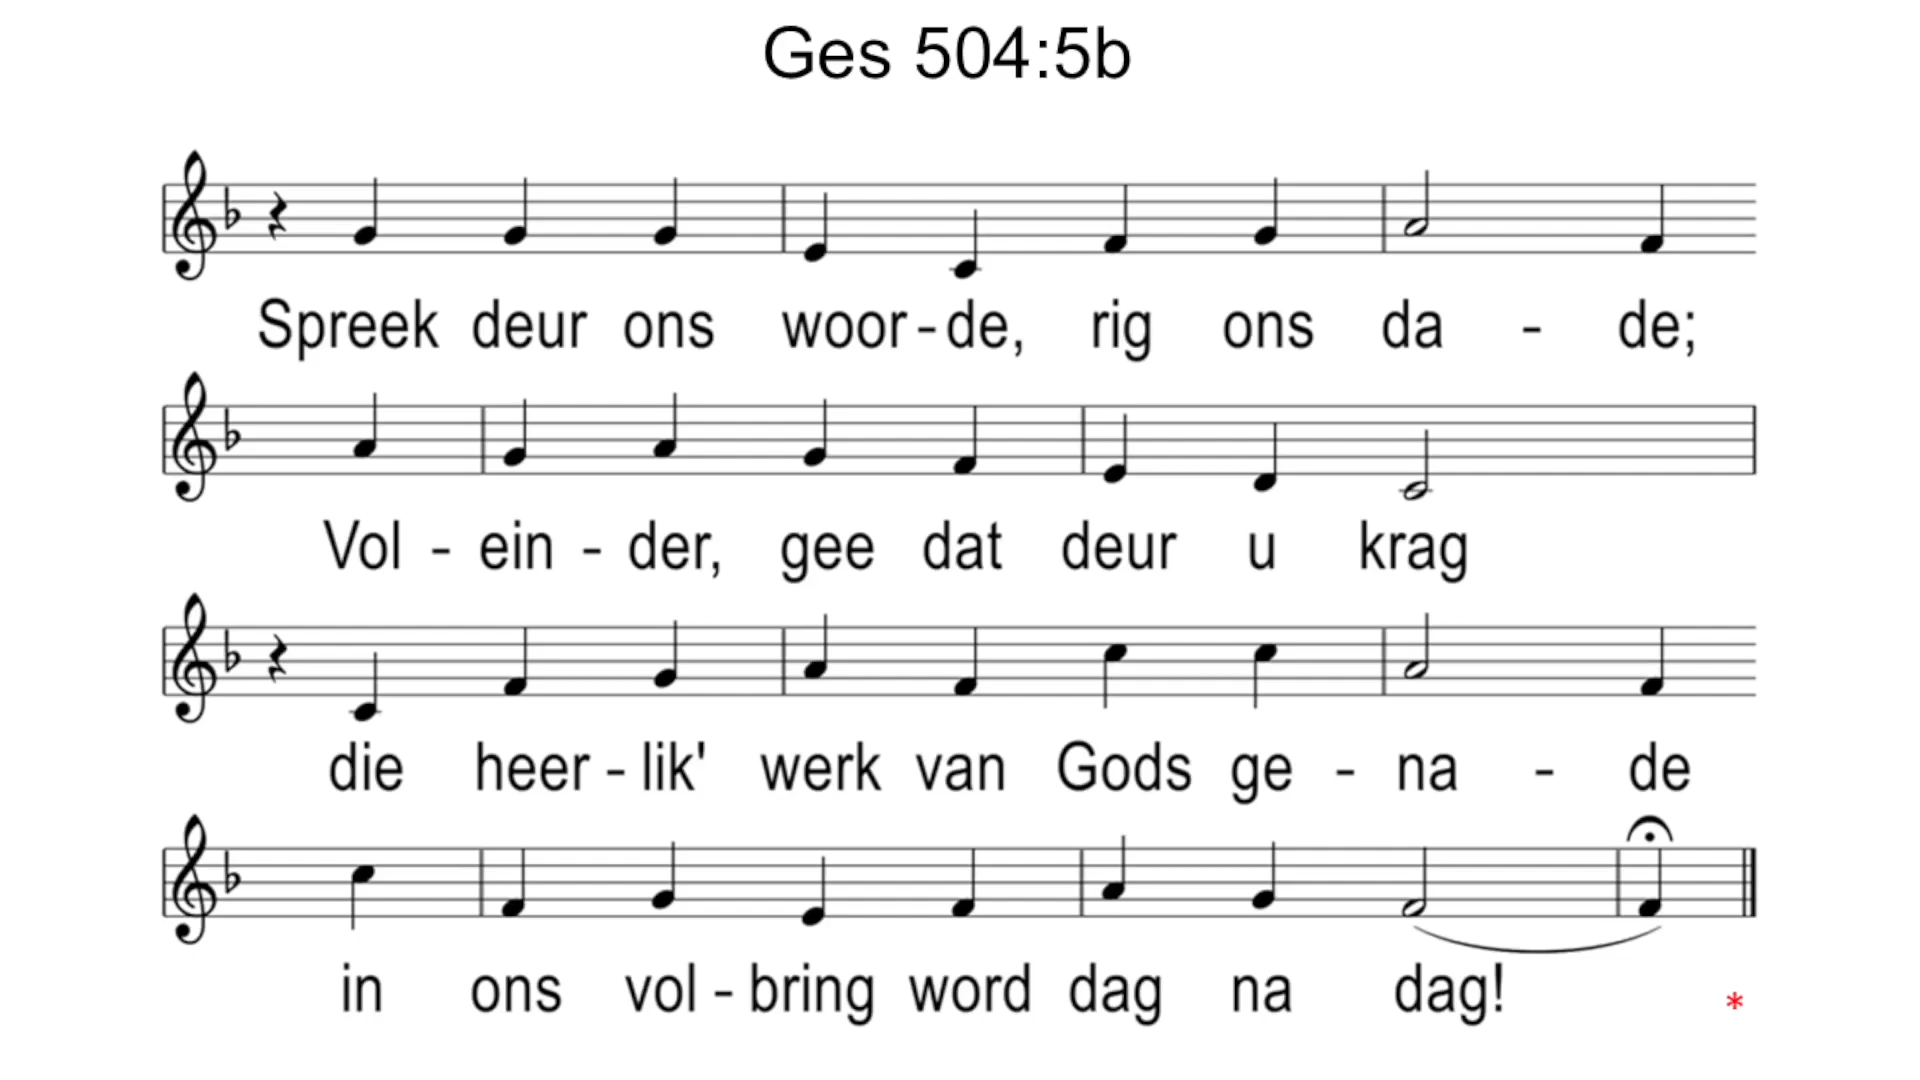 Ges 504:5b
Spreek deur ons woor-de, rig ons da - de;
Vol - ein - der, gee dat deur u krag
die heer-lik' werk van Gods ge - na - de
in ons vol-bring word dag na dag! *